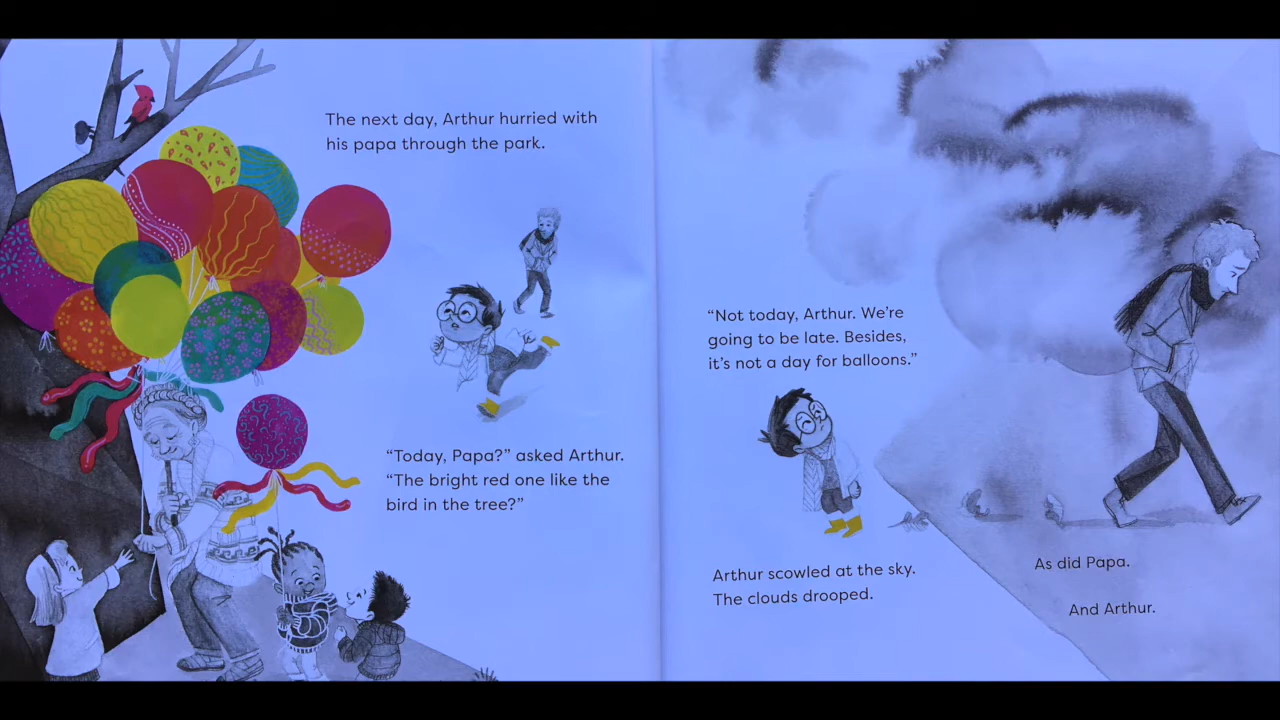 The next day, Arthur hurried with
his papa through the park.
“Today, Papa?” asked Arthur.
“The bright red one like the
bird in the tree?”
“Not today, Arthur. We’re
going to be late. Besides,
it’s not a day for balloons.”
Arthur scowled at the sky.
The clouds drooped.
As did Papa.
And Arthur.